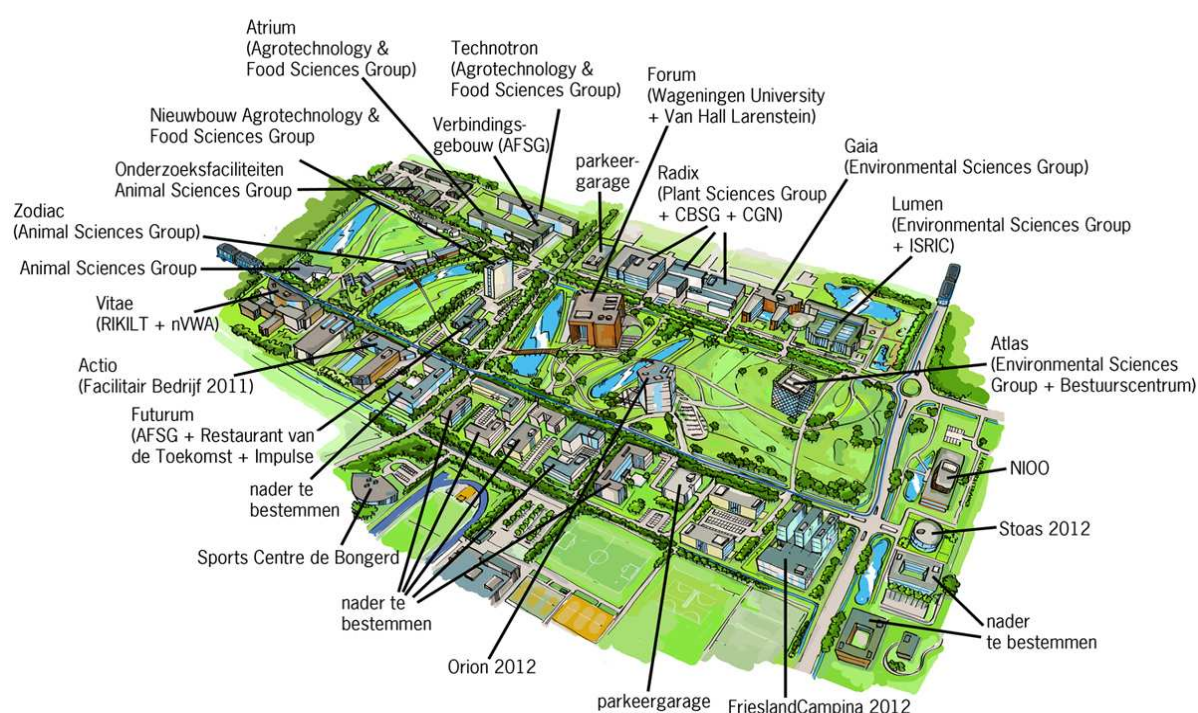 Atrium
(Agrotechnology &
Food Sciences Group)
Technotron
(Agrotechnology &
Food Sciences Group)
Forum
(Wageningen University
+ Van Hall Larenstein)
Nieuwbouw Agrotechnology &
Food Sciences Group
Verbindings-
gebouw (AFSG)
parkeer-
garage
Gaia
(Environmental Sciences Group)
Onderzoeksfaciliteiten
Animal Sciences Group
Radix
(Plant Sciences Group
+ CBSG + CGN)
Lumen
(Environmental Sciences Group
+ ISRIC)
Zodiac
(Animal Sciences Group)
Animal Sciences Group
Vitae
(RIKILT + nVWA)
Atlas
(Environmental Sciences
Group + Bestuurscentrum)
Actio
(Facilitair Bedrijf 2011)
Futurum
(AFSG + Restaurant van
de Toekomst + Impulse
nader te
bestemmen
NIOO
Stoas 2012
Sports Centre de Bongerd
nader te
bestemmen
nader
te bestemmen
Orion 2012
parkeergarage
FrieslandCampina 2012